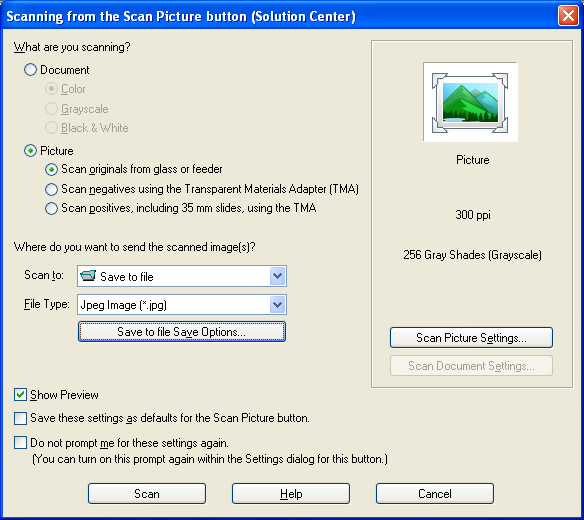 Scanning from the Scan Picture button (Solution Center)
What are you scanning?
Document
Color
Grayscale
Black & White
Picture
Scan originals from glass or feeder
Scan negatives using the Transparent Materials Adapter (TMA)
Scan positives, including 35 mm slides, using the TMA
Where do you want to send the scanned image(s)?
Scan to: Save to file
File Type: Jpeg Image (*.jpg)
Save to file Save Options...
Picture
300 ppi
256 Gray Shades (Grayscale)
Scan Picture Settings...
Scan Document Settings...
Show Preview
Save these settings as defaults for the Scan Picture button.
Do not prompt me for these settings again.
(You can turn on this prompt again within the Settings dialog for this button.)
Scan Help Cancel